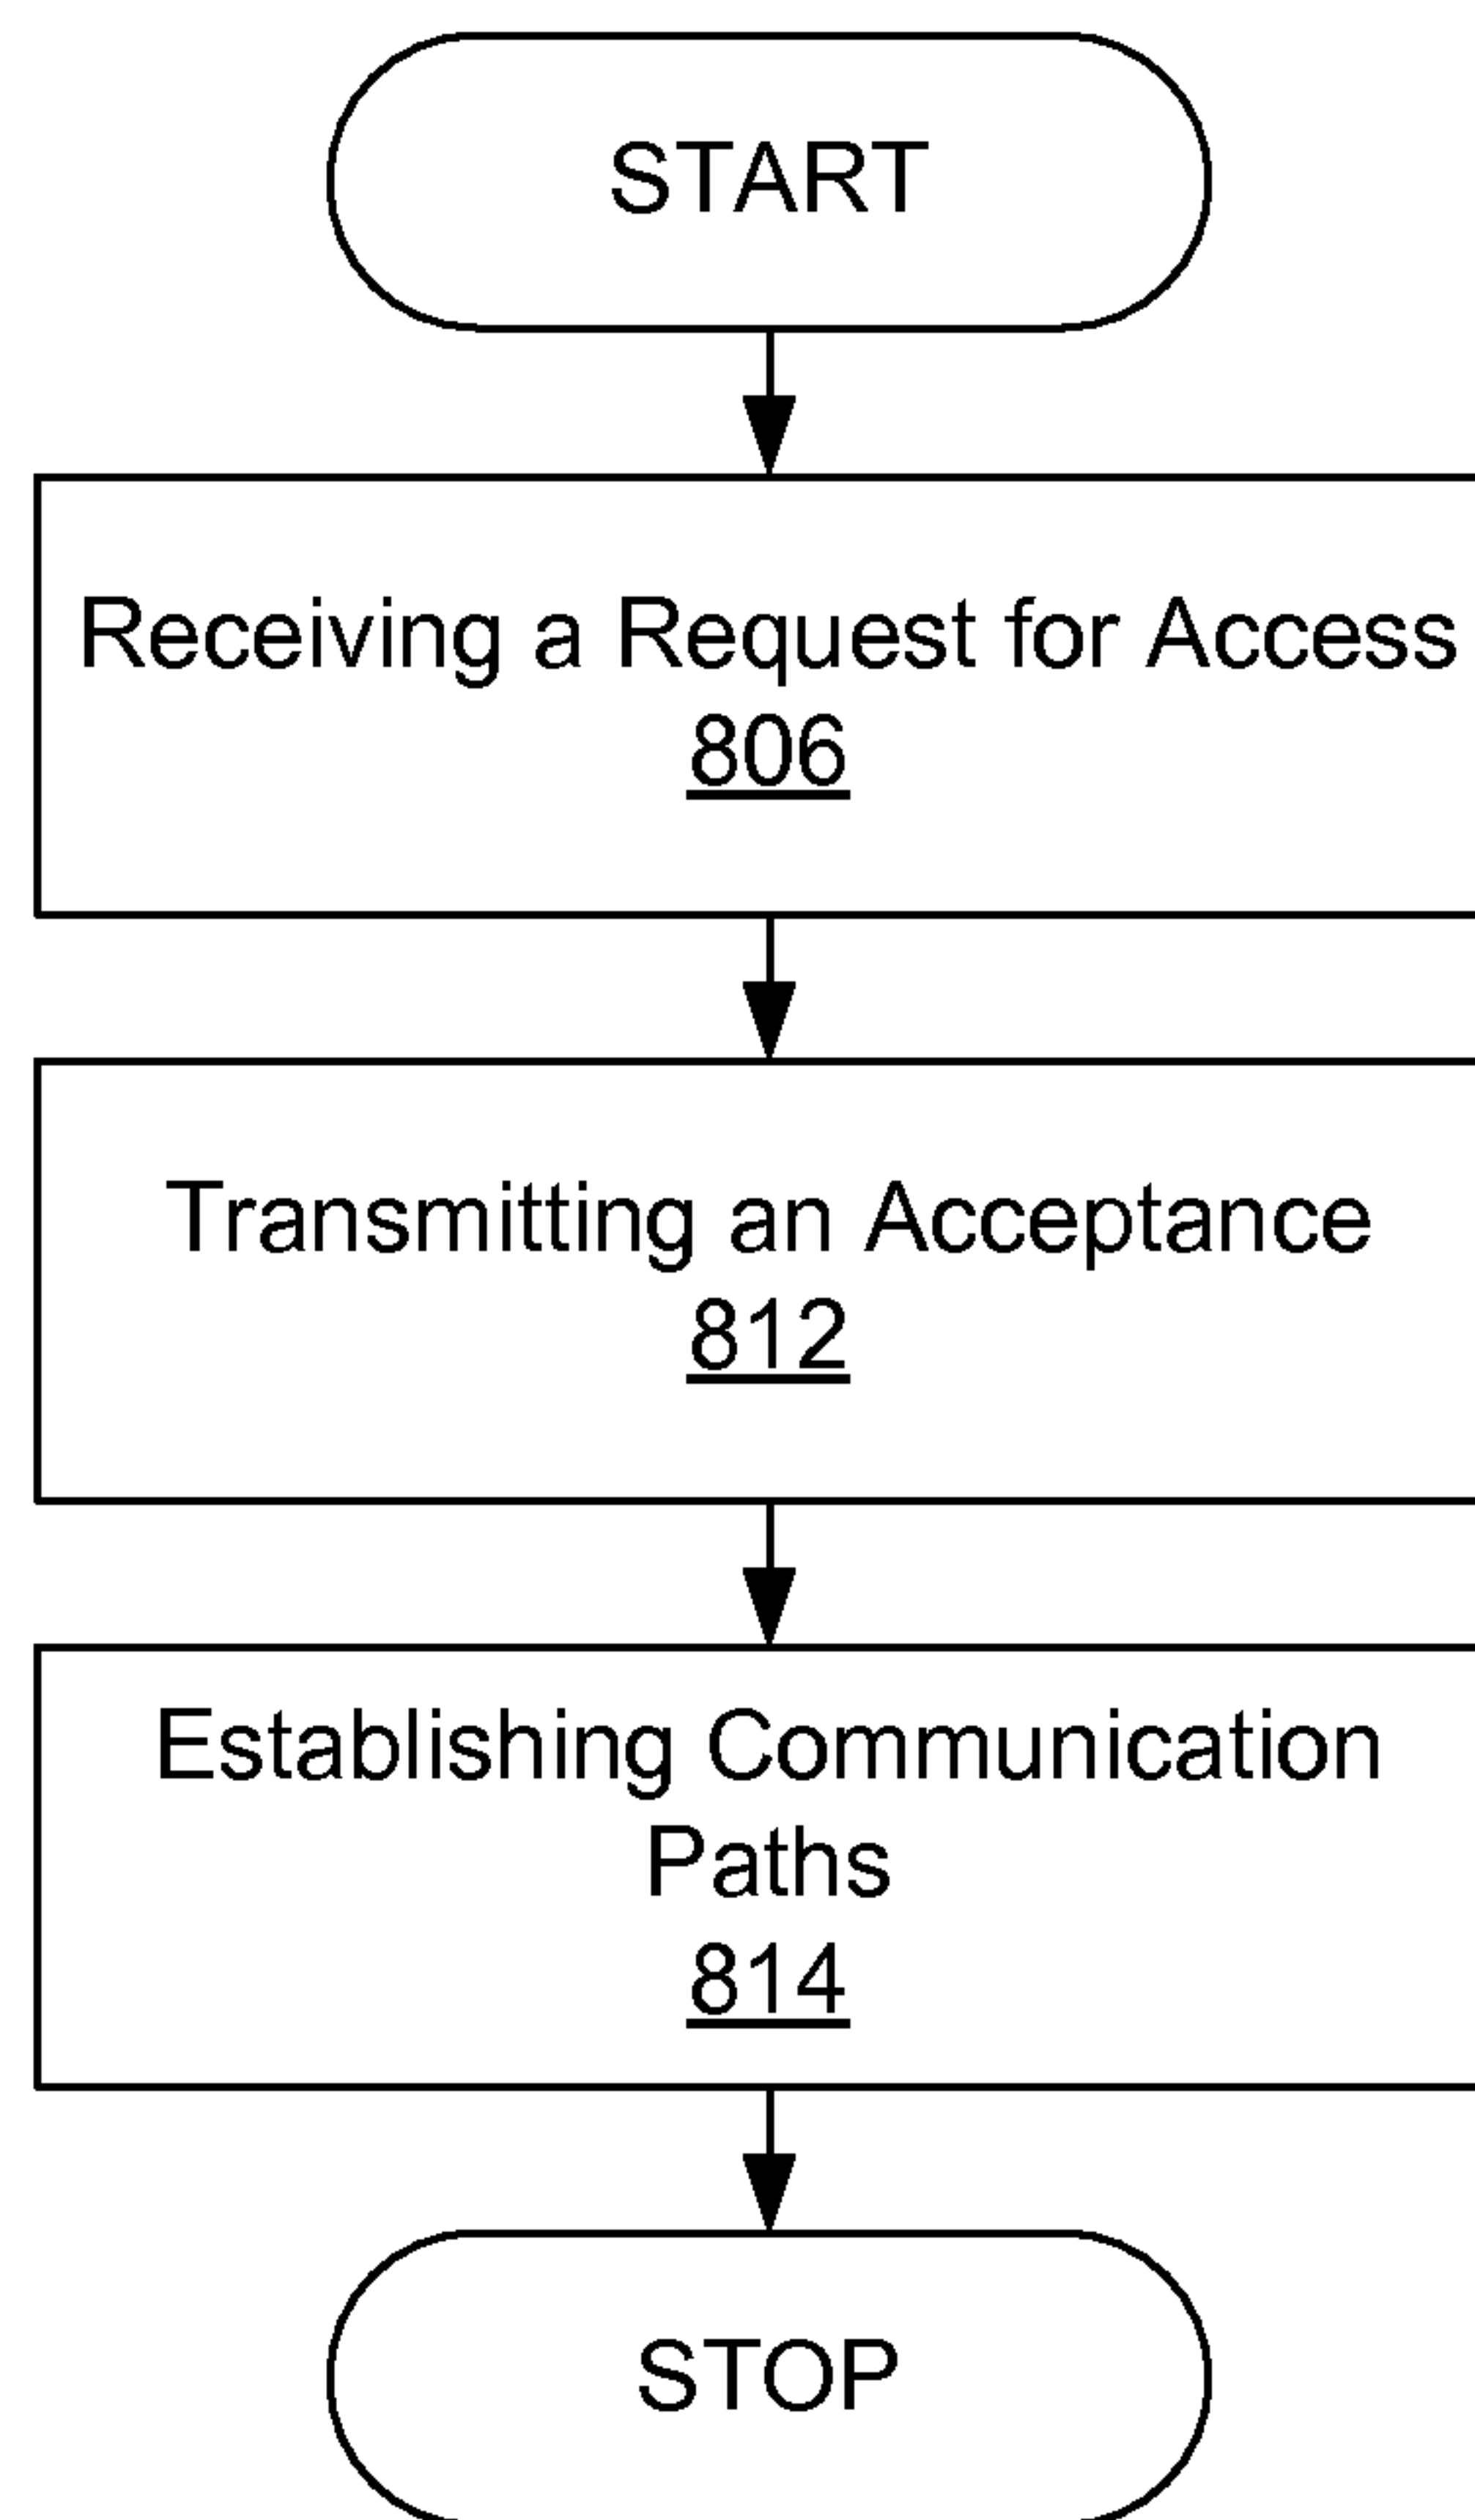 START
Receiving a Request for Access
806
Transmitting an Acceptance
812
Establishing Communication
Paths
814
STOP